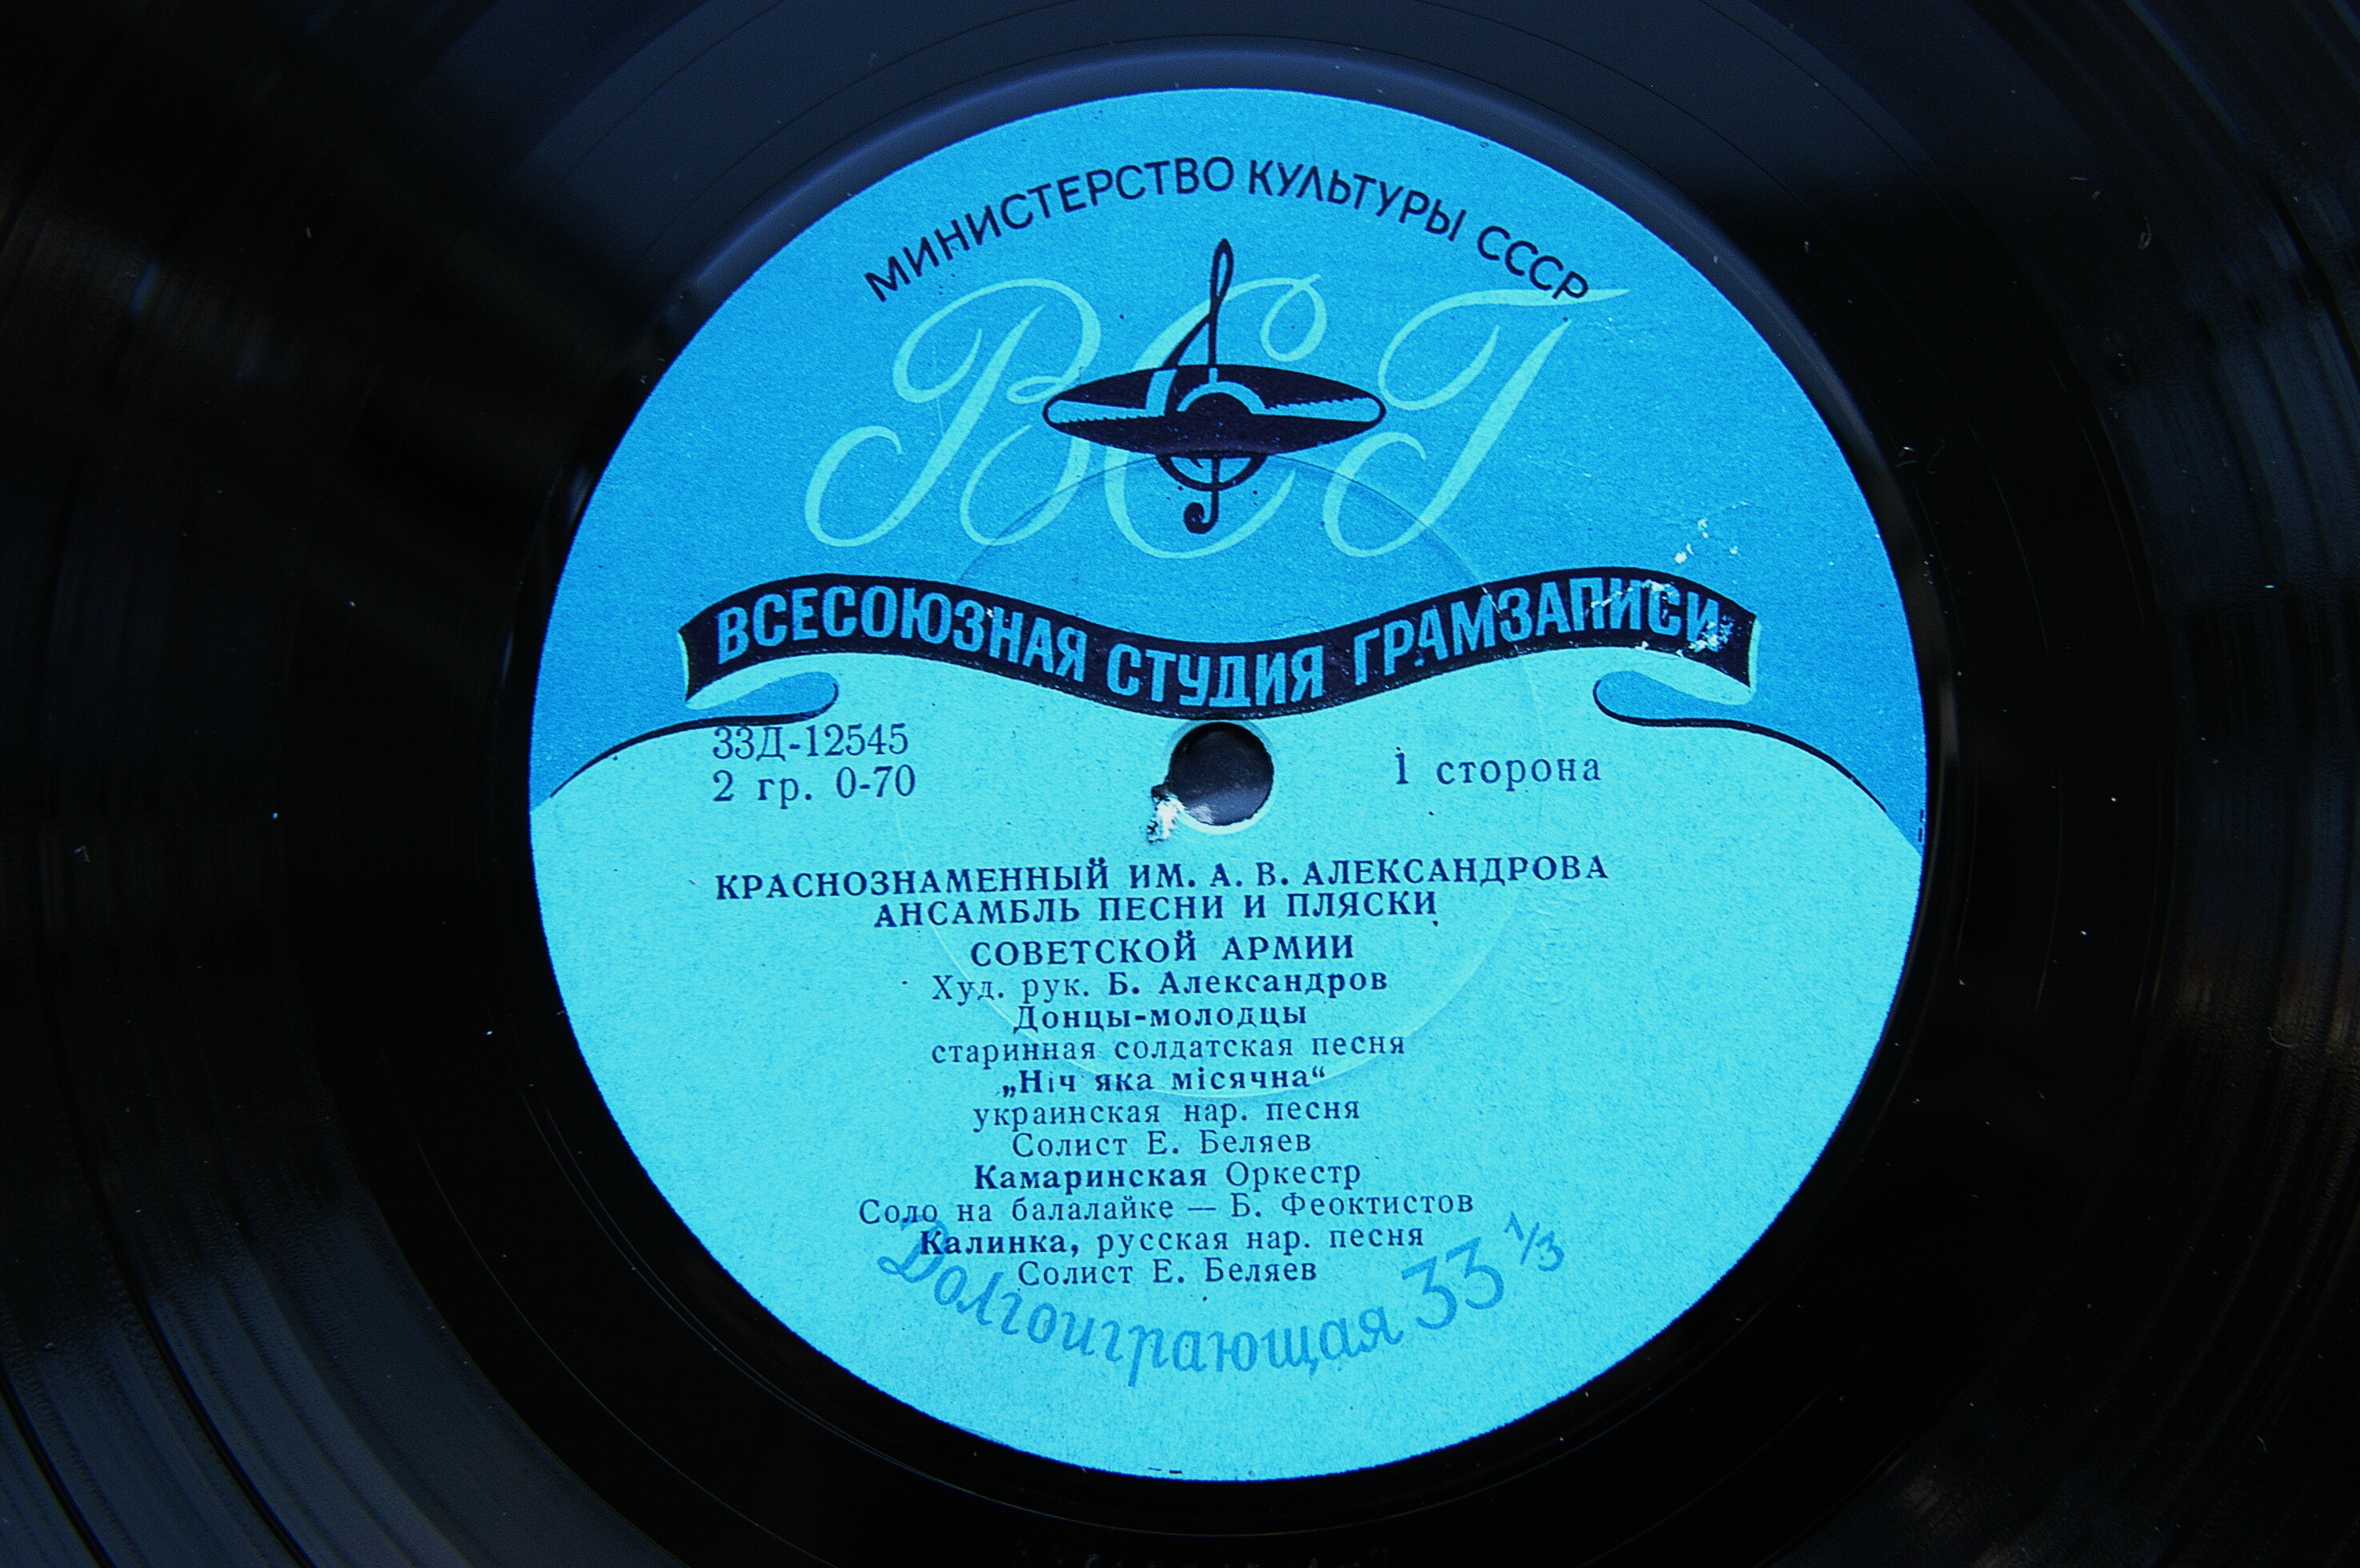 МИНИСТЕРСТВО КУЛЬТУРЫ СССР
ВСГ
ВСЕСОЮЗНАЯ СТУДИЯ ГРАМЗАПИСИ
33Д-12545
2 гр. 0-70
1 сторона
КРАСНОЗНАМЕННЫЙ ИМ. А. В. АЛЕКСАНДРОВА
АНСАМБЛЬ ПЕСНИ И ПЛЯСКИ
СОВЕТСКОЙ АРМИИ
Худ. рук. Б. Александров
Донцы-молодцы
старинная солдатская песня
„Ніч яка місячна“
украинская нар. песня
Солист Е. Беляев
Камаринская Оркестр
Соло на балалайке — Б. Феоктистов
Калинка, русская нар. песня
Солист Е. Беляев
Долгоиграющая 33 1/3